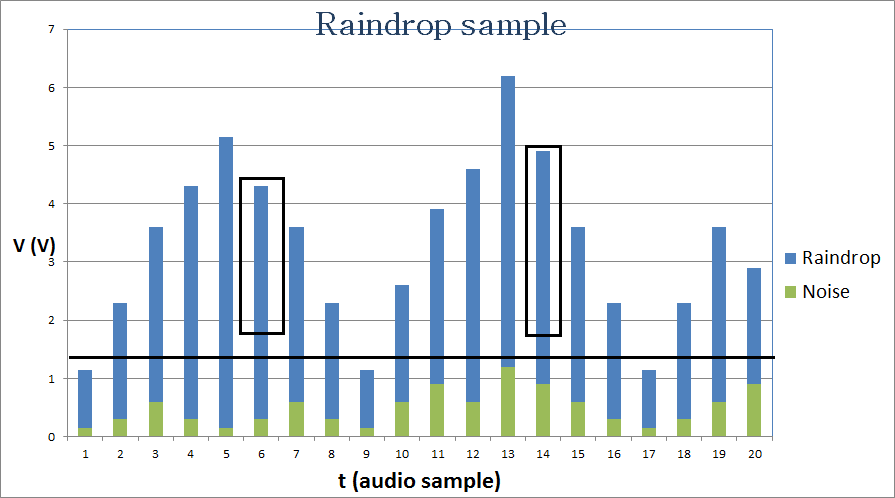 Raindrop sample
7
6
5
4
3
2
1
0
V (V)
1 2 3 4 5 6 7 8 9 10 11 12 13 14 15 16 17 18 19 20
t (audio sample)
Raindrop
Noise